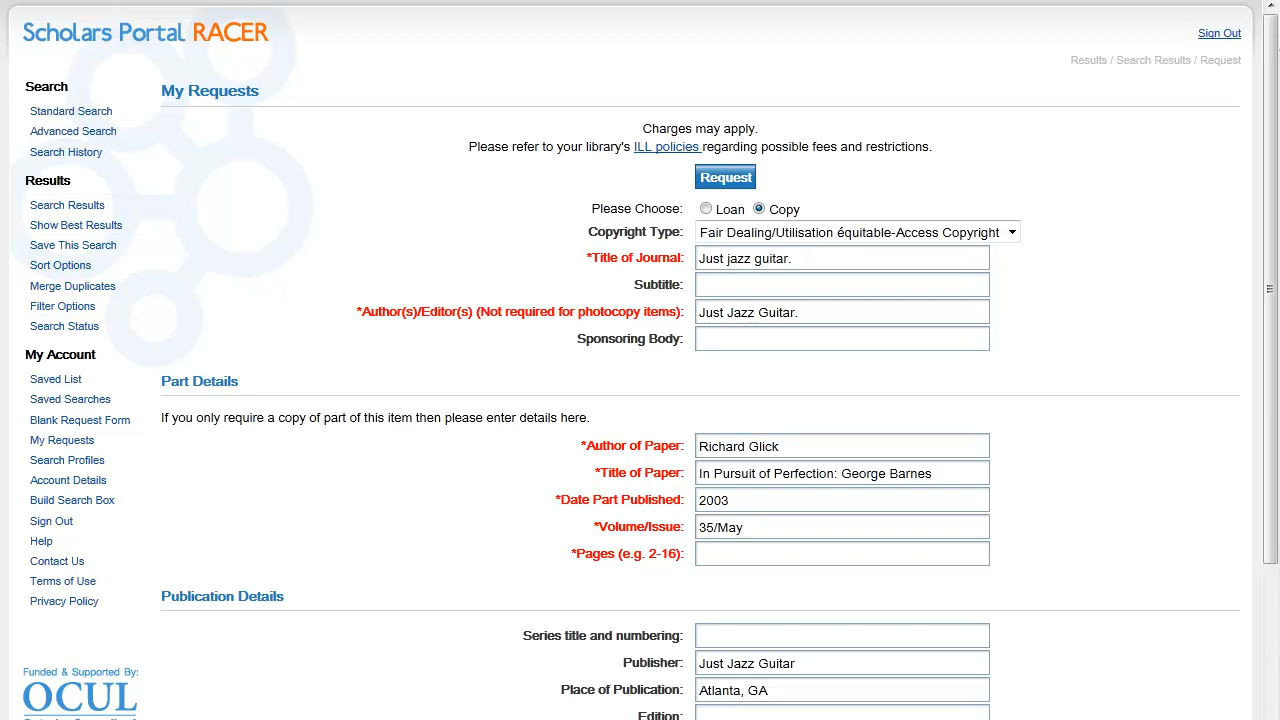 Scholars Portal RACER
Sign Out
Results / Search Results / Request
Search
Standard Search
Advanced Search
Search History
Results
Search Results
Show Best Results
Save This Search
Sort Options
Merge Duplicates
Filter Options
Search Status
My Account
Saved List
Saved Searches
Blank Request Form
My Requests
Search Profiles
Account Details
Build Search Box
Sign Out
Help
Contact Us
Terms of Use
Privacy Policy
Funded & Supported By:
OCUL
My Requests
Charges may apply.
Please refer to your library's ILL policies regarding possible fees and restrictions.
Request
Please Choose: Loan Copy
Copyright Type: Fair Dealing/Utilisation équitable-Access Copyright
*Title of Journal: Just jazz guitar.
Subtitle:
*Author(s)/Editor(s) (Not required for photocopy items): Just Jazz Guitar.
Sponsoring Body:
Part Details
If you only require a copy of part of this item then please enter details here.
*Author of Paper: Richard Glick
*Title of Paper: In Pursuit of Perfection: George Barnes
*Date Part Published: 2003
*Volume/Issue: 35/May
*Pages (e.g. 2-16):
Publication Details
Series title and numbering:
Publisher: Just Jazz Guitar
Place of Publication: Atlanta, GA
Edition: